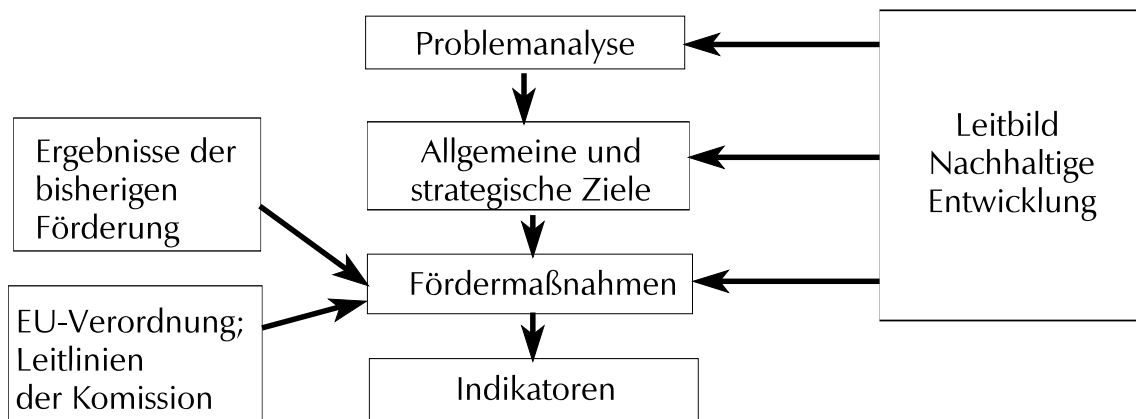 Problemanalyse
Allgemeine und
strategische Ziele
Fördermaßnahmen
Indikatoren
Ergebnisse der
bisherigen
Förderung
EU-Verordnung;
Leitlinien
der Komission
Leitbild
Nachhaltige
Entwicklung